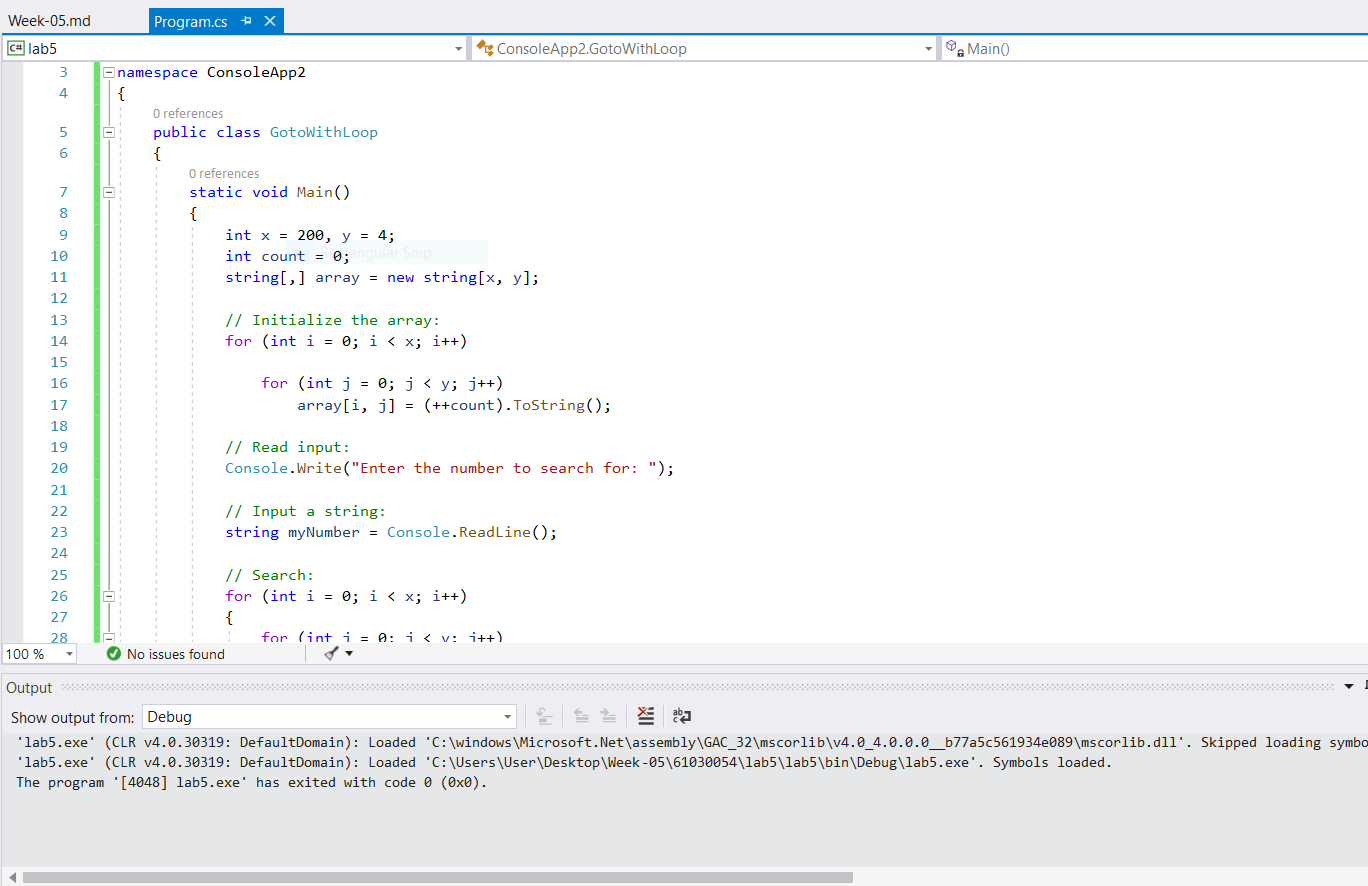 Week-05.md
Program.cs
C# lab5
ConsoleApp2.GotoWithLoop
Main()
3 namespace ConsoleApp2
4 {
0 references
5 public class GotoWithLoop
6 {
0 references
7 static void Main()
8 {
9 int x = 200, y = 4;
10 int count = 0;
Rectangular Snip
11 string[,] array = new string[x, y];
12
13 // Initialize the array:
14 for (int i = 0; i < x; i++)
15
16 for (int j = 0; j < y; j++)
17 array[i, j] = (++count).ToString();
18
19 // Read input:
20 Console.Write("Enter the number to search for: ");
21
22 // Input a string:
23 string myNumber = Console.ReadLine();
24
25 // Search:
26 for (int i = 0; i < x; i++)
27 {
28 for (int j = 0; j < y; j++)
100 %
No issues found
Output
Show output from: Debug
'lab5.exe' (CLR v4.0.30319: DefaultDomain): Loaded 'C:\windows\Microsoft.Net\assembly\GAC_32\mscorlib\v4.0_4.0.0.0__b77a5c561934e089\mscorlib.dll'. Skipped loading symbo
'lab5.exe' (CLR v4.0.30319: DefaultDomain): Loaded 'C:\Users\User\Desktop\Week-05\61030054\lab5\lab5\bin\Debug\lab5.exe'. Symbols loaded.
The program '[4048] lab5.exe' has exited with code 0 (0x0).